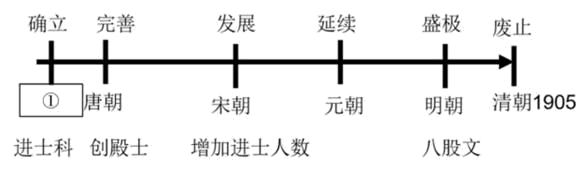 确立 完善 发展 延续 盛极 废止
① 唐朝 宋朝 元朝 明朝 清朝1905
进士科 创殿士 增加进士人数 八股文